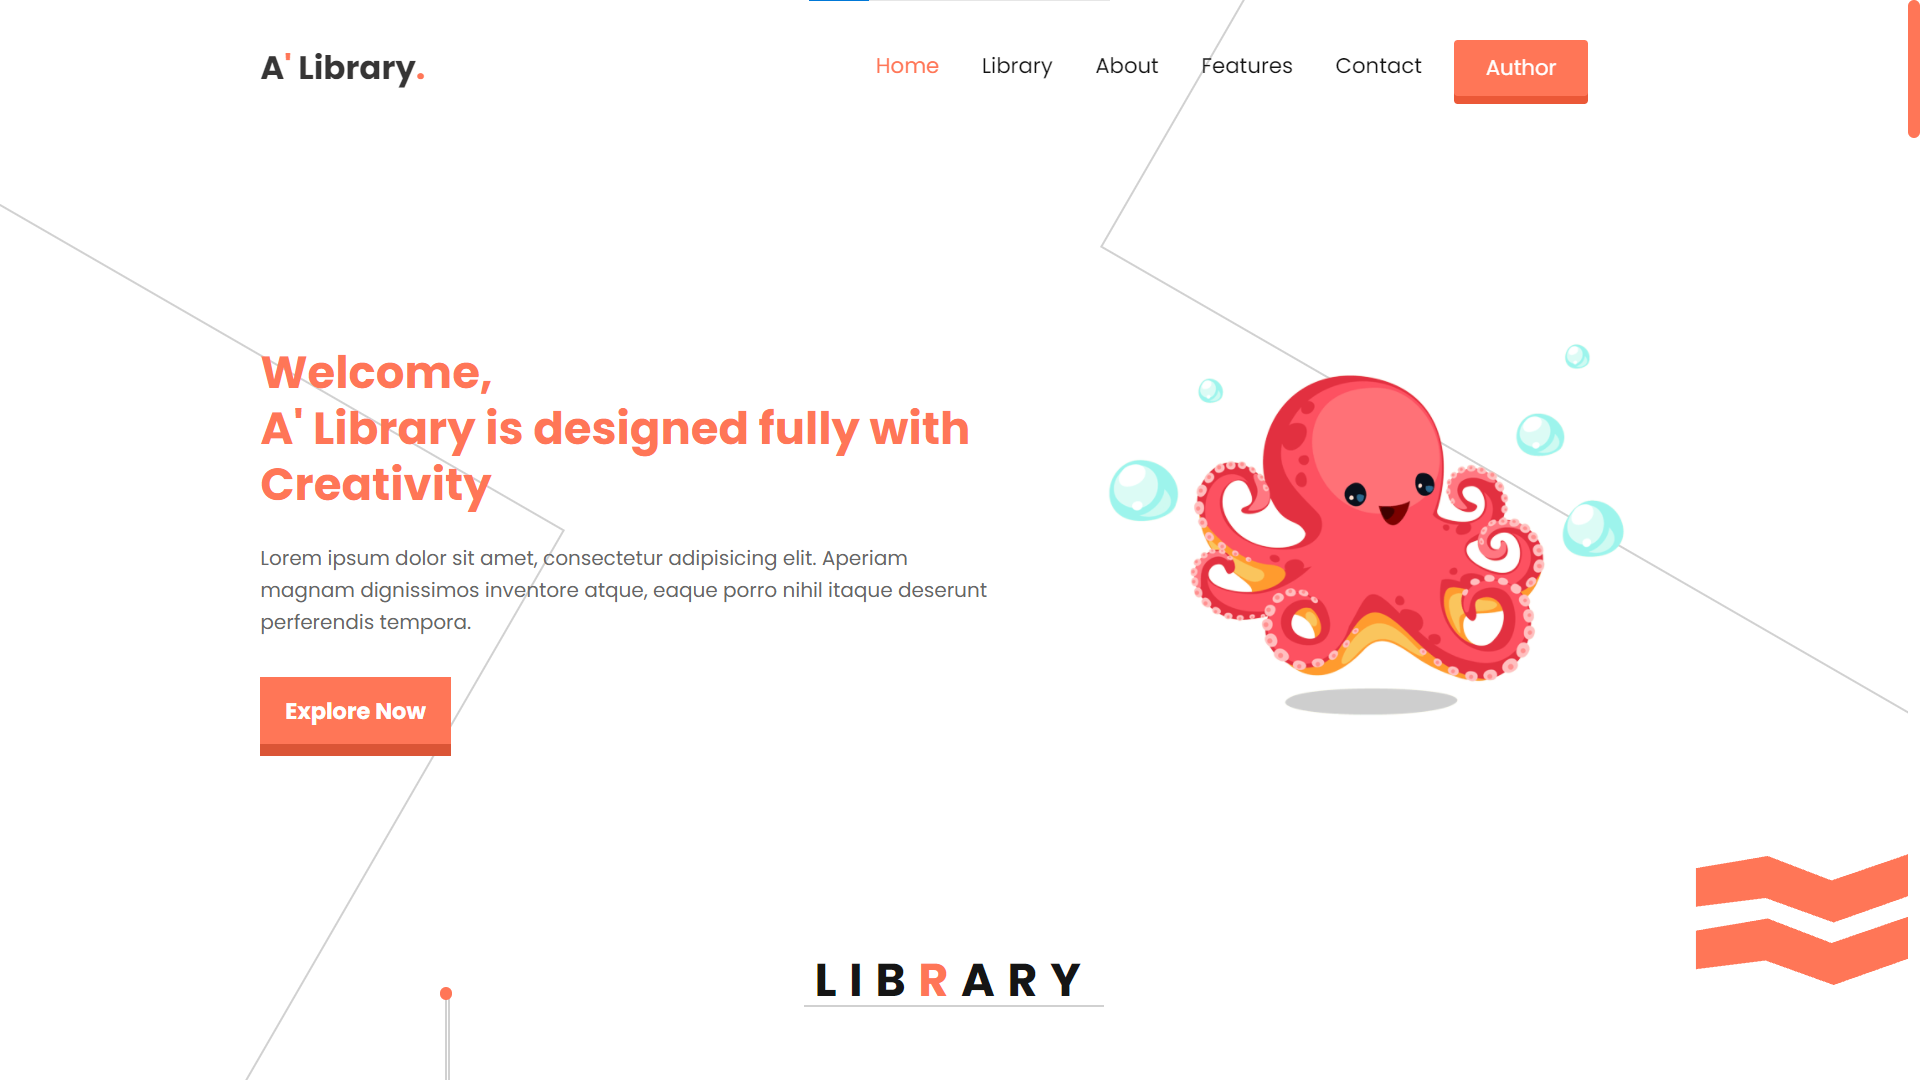 A' Library.
Home Library About Features Contact Author
Welcome,
A' Library is designed fully with
Creativity
Lorem ipsum dolor sit amet, consectetur adipisicing elit. Aperiam
magnam dignissimos inventore atque, eaque porro nihil itaque deserunt
perferendis tempora.
Explore Now
LIBRARY